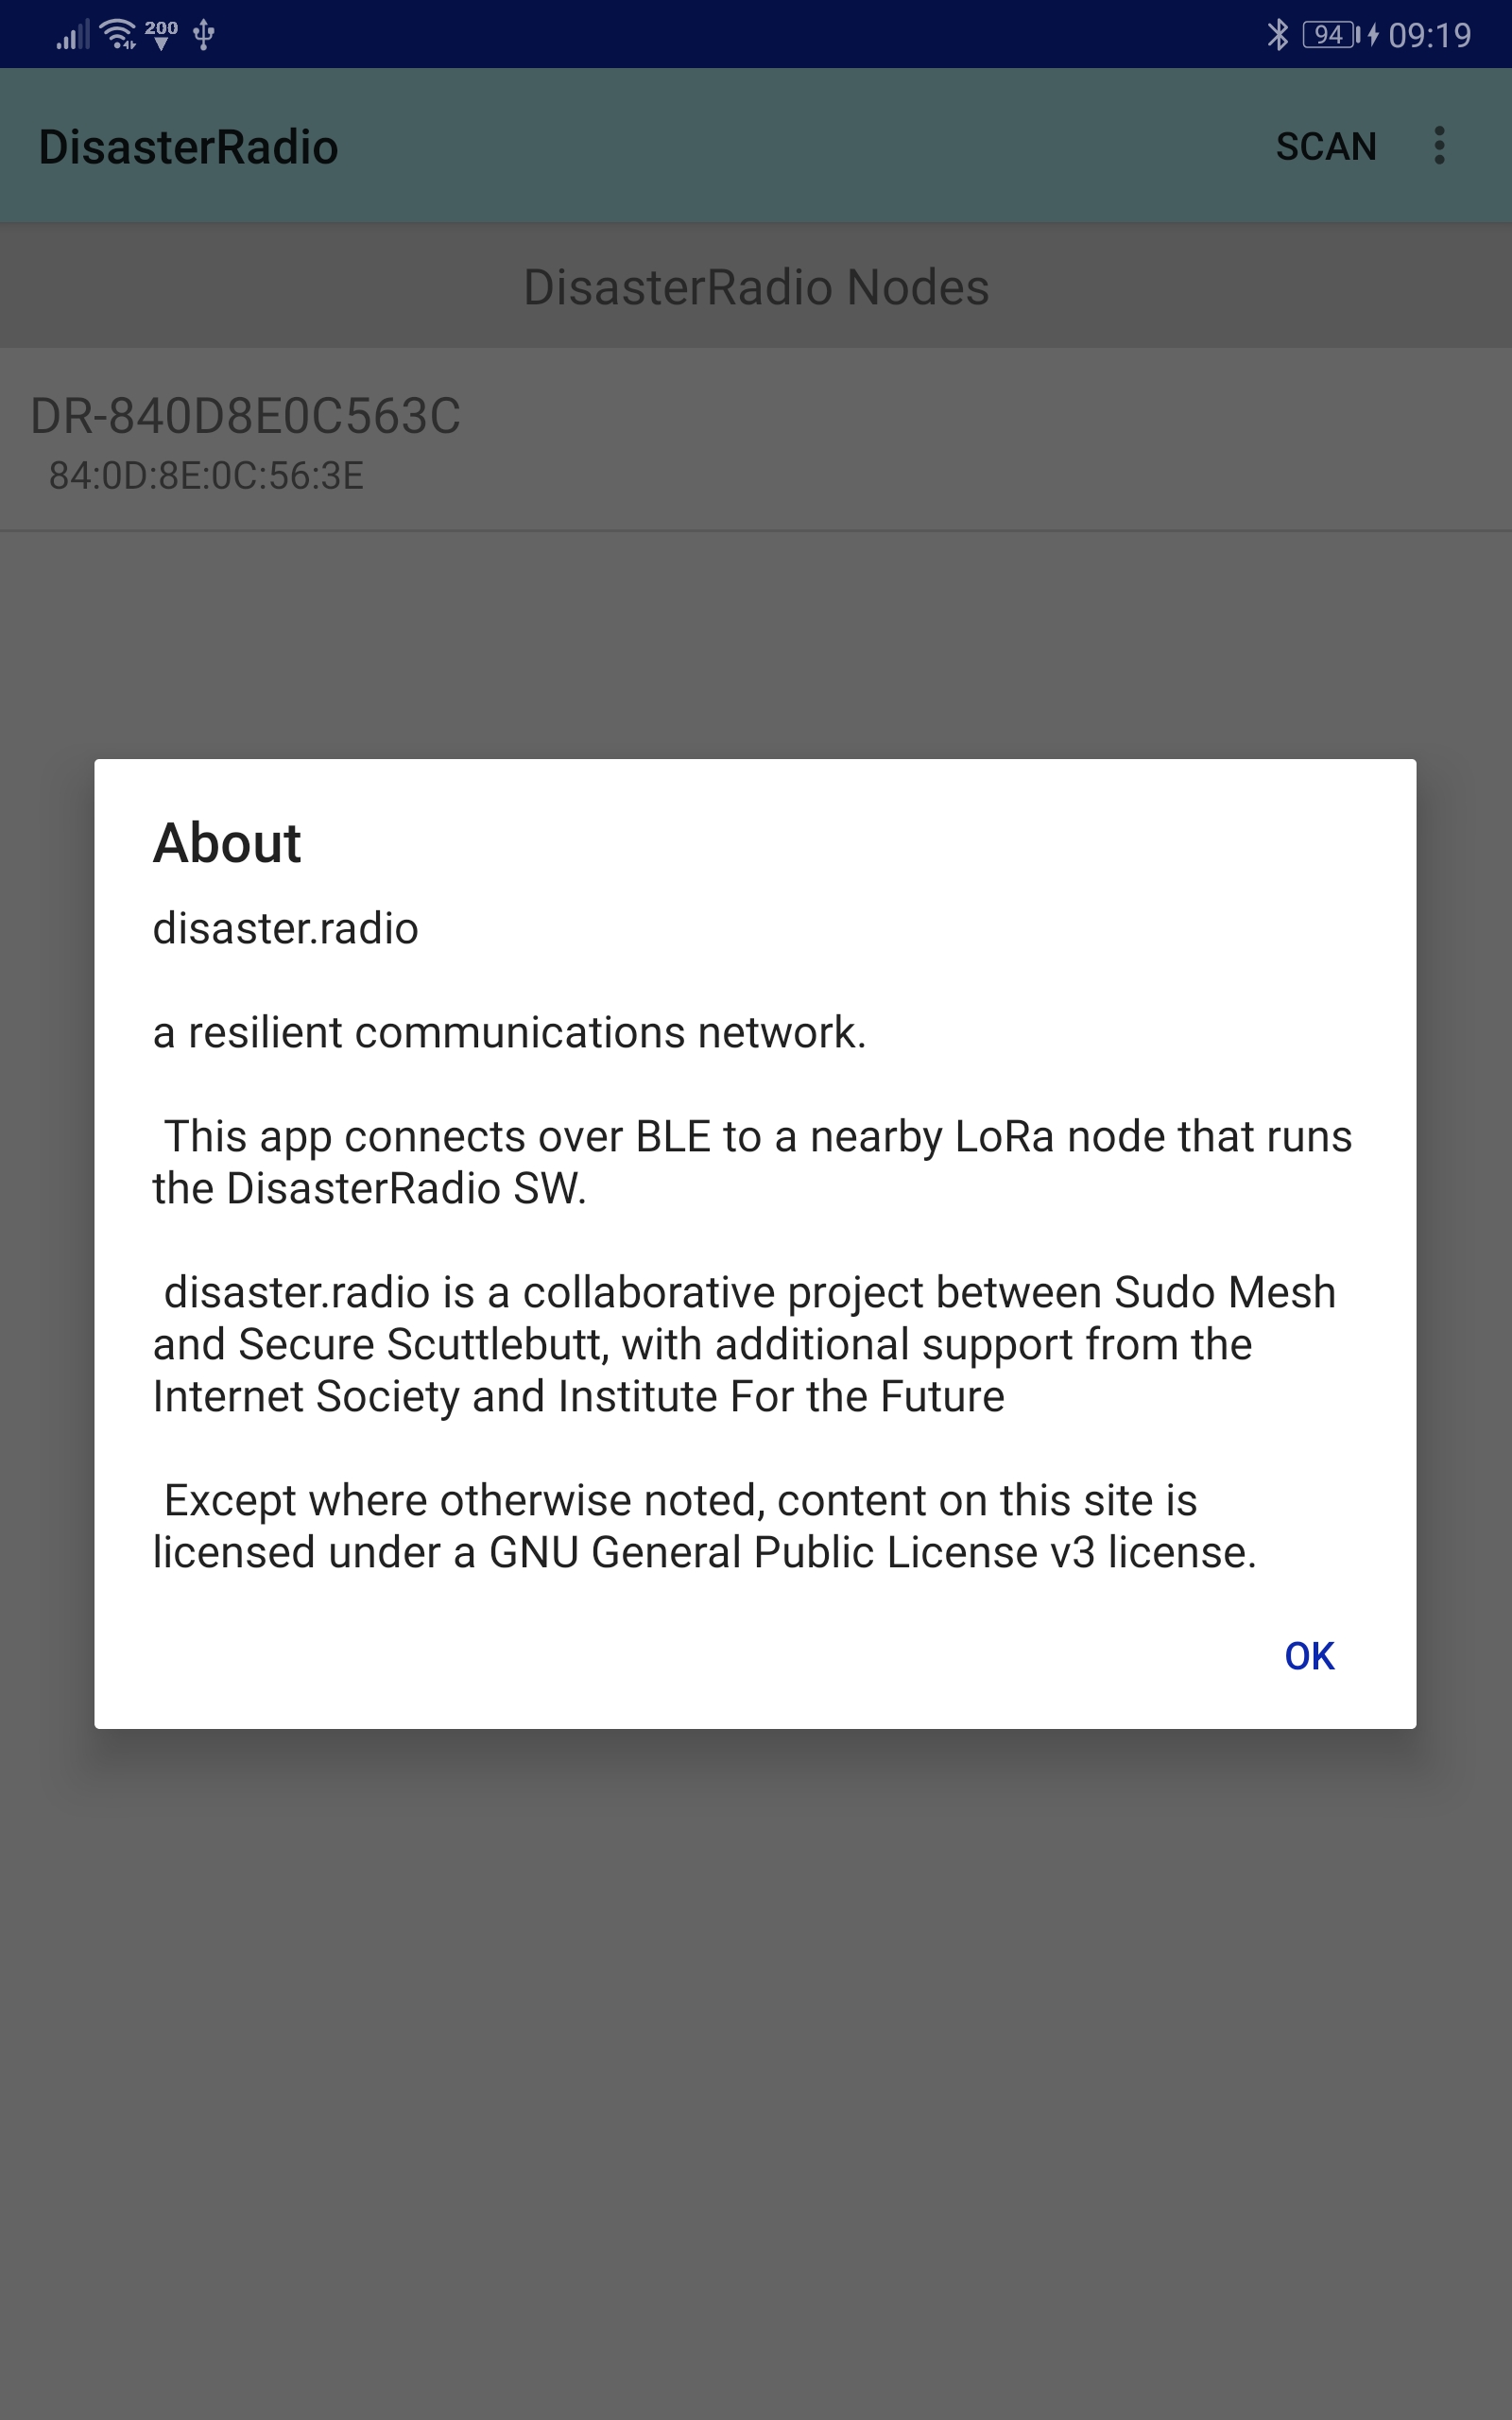 200
94
09:19
DisasterRadio
SCAN
DisasterRadio Nodes
DR-840D8E0C563C
84:0D:8E:0C:56:3E
About
disaster.radio
a resilient communications network.
This app connects over BLE to a nearby LoRa node that runs
the DisasterRadio SW.
disaster.radio is a collaborative project between Sudo Mesh
and Secure Scuttlebutt, with additional support from the
Internet Society and Institute For the Future
Except where otherwise noted, content on this site is
licensed under a GNU General Public License v3 license.
OK